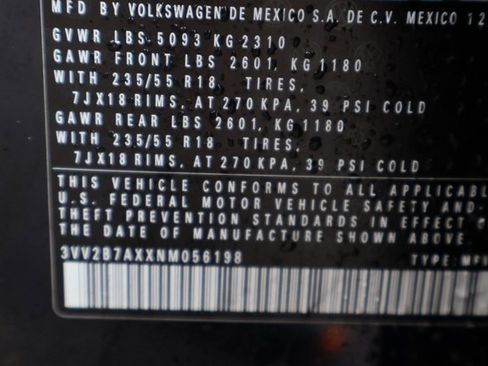 MFD BY VOLKSWAGEN DE MEXICO S.A. DE C.V. MEXICO 12
GVWR LBS 5093 KG 2310
GAWR FRONT LBS 2601, KG 1180
WITH 235/55 R18 TIRES,
7JX18 RIMS, AT 270 KPA, 39 PSI COLD
GAWR REAR LBS 2601, KG 1180
WITH 235/55 R18 TIRES,
7JX18 RIMS, AT 270 KPA, 39 PSI COLD
THIS VEHICLE CONFORMS TO ALL APPLICABL
U.S. FEDERAL MOTOR VEHICLE SAFETY AND
THEFT PREVENTION STANDARDS IN EFFECT O
DATE OF MANUFACTURE SHOWN ABOVE.
3VV2B7AXXNM056198 TYPE: MPV